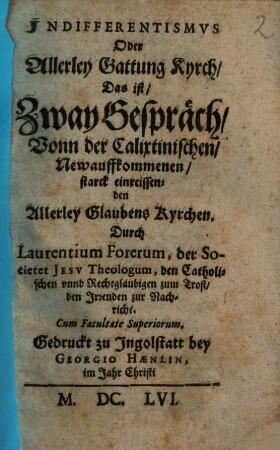 2
INDIFFERENTISMVS
Oder
Allerley Gattung Kyrch/
Das ist/
Zway Gespräch/
Vonn der Calixtinischen/
Newauffkommenen/
starck einreissen-
den
Allerley Glaubens Kyrchen.
Durch
Laurentium Forerum, der So-
cietet JESV Theologum, den Catholi-
schen vnnd Rechtglaubigen zum Trost/
den Irrenden zur Nach-
richt.
Cum Facultate Superiorum.
Gedruckt zu Ingolstatt bey
GEORGIO HÆNLIN,
im Jahr Christi
M. DC. LVI.